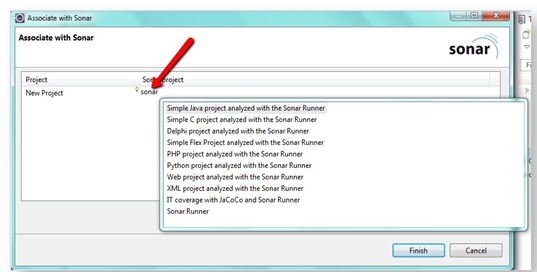 Associate with Sonar
Associate with Sonar
sonar
Project
New Project
sonar
Simple Java project analyzed with the Sonar Runner
Simple C project analyzed with the Sonar Runner
Delphi project analyzed with the Sonar Runner
Simple Flex Project analyzed with the Sonar Runner
PHP project analyzed with the Sonar Runner
Python project analyzed with the Sonar Runner
Web project analyzed with the Sonar Runner
XML project analyzed with the Sonar Runner
IT coverage with JaCoCo and Sonar Runner
Sonar Runner
Finish Cancel